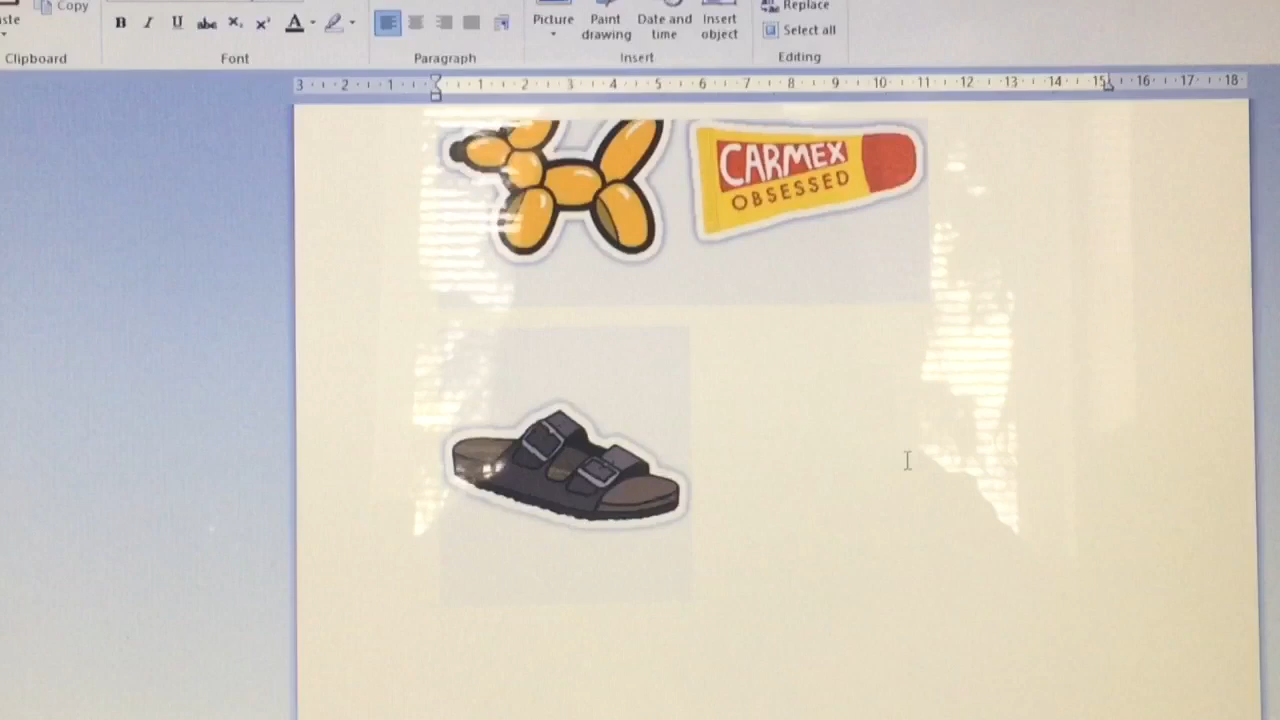 Copy
Replace
ste
B I U abc X₂ X² A
Picture
Paint drawing
Date and time
Insert object
Select all
Clipboard
Font
Paragraph
Insert
Editing
3 2 1 1 2 3 4 5 6 7 8 9 10 11 12 13 14 15 16 17 18
CARMEX
OBSESSED